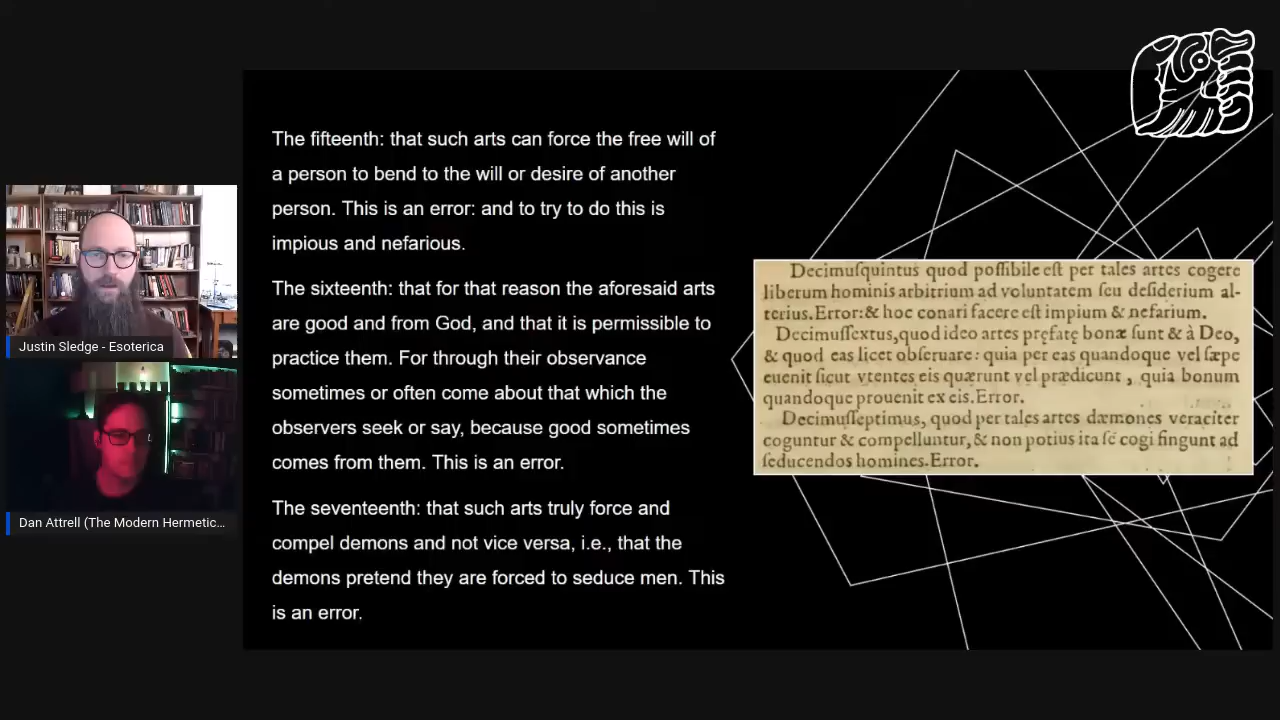 The fifteenth: that such arts can force the free will of
a person to bend to the will or desire of another
person. This is an error: and to try to do this is
impious and nefarious.
The sixteenth: that for that reason the aforesaid arts
are good and from God, and that it is permissible to
practice them. For through their observance
sometimes or often come about that which the
observers seek or say, because good sometimes
comes from them. This is an error.
The seventeenth: that such arts truly force and
compel demons and not vice versa, i.e., that the
demons pretend they are forced to seduce men. This
is an error.
Decimuſquintus quod poſſibile eſt per tales artes cogere
liberum hominis arbitrium ad voluntatem ſeu deſiderium al-
terius. Error: & hoc conari facere eſt impium & nefarium.
Decimuſſextus, quod ideo artes pręfatę bonæ ſunt & à Deo,
& quod eas licet obſeruare: quia per eas quandoque vel ſæpe
euenit ſicut vtentes eis quærunt vel prædicunt, quia bonum
quandoque prouenit ex eis. Error.
Decimuſſeptimus, quod per tales artes dæmones veraciter
coguntur & compelluntur, & non potius ita ſe cogi fingunt ad
ſeducendos homines. Error.
Justin Sledge - Esoterica
Dan Attrell (The Modern Hermetic...